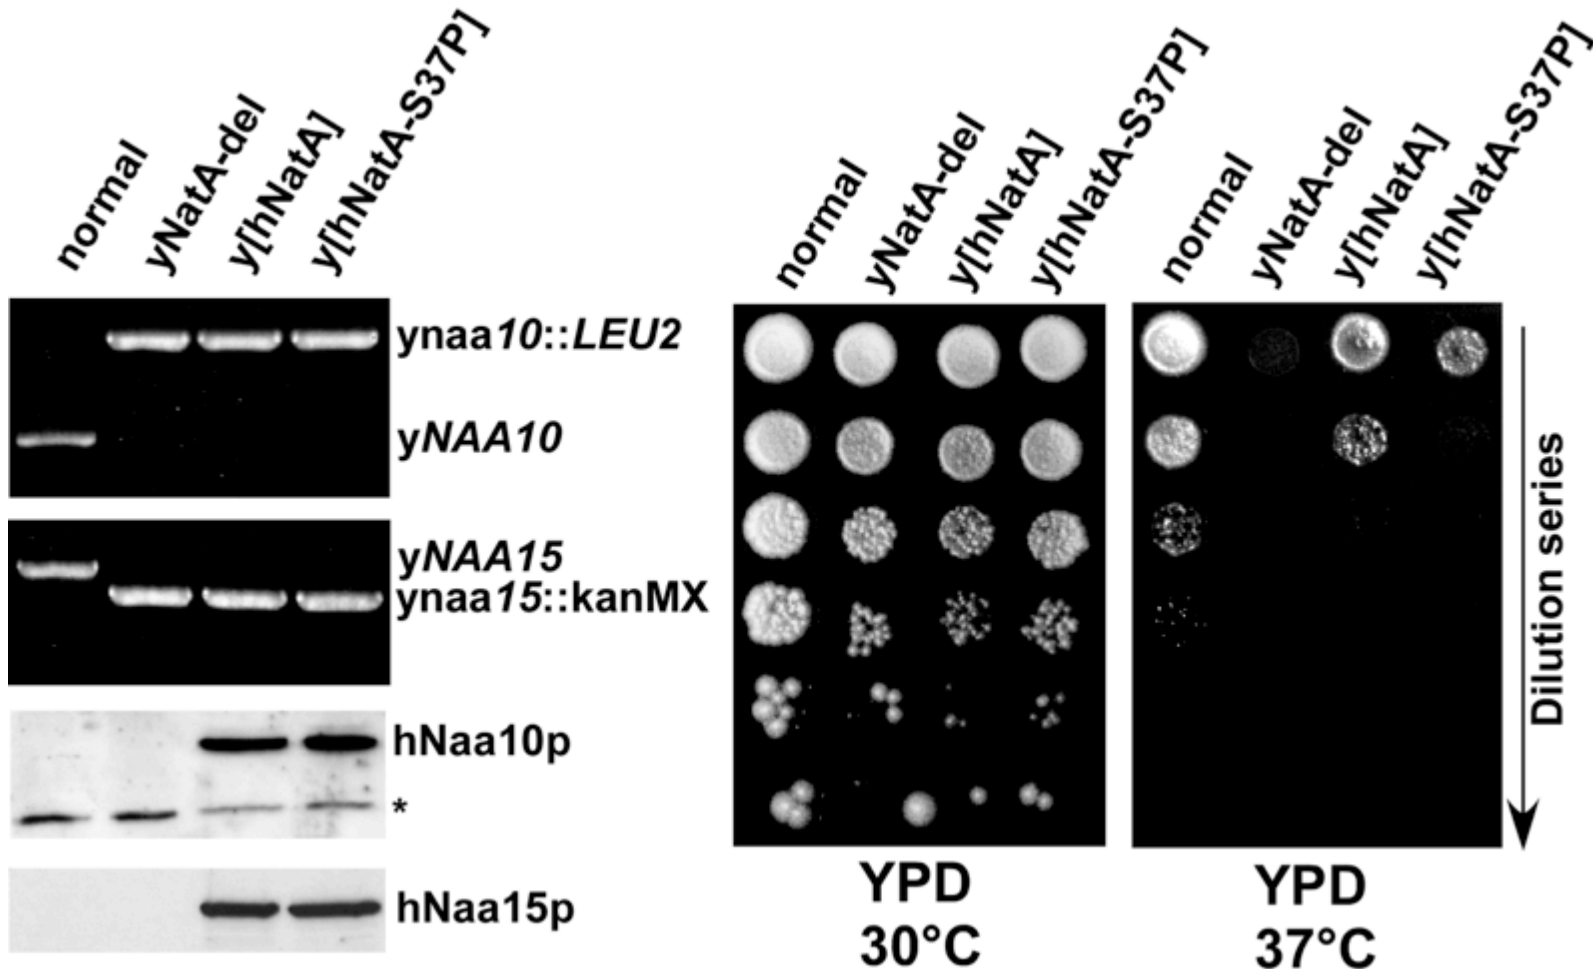 normal
yNatA-del
y[hNatA]
y[hNatA-S37P]
ynaa10::LEU2
yNAA10
yNAA15
ynaa15::kanMX
hNaa10p
*
hNaa15p
normal
yNatA-del
y[hNatA]
y[hNatA-S37P]
YPD
30°C
normal
yNatA-del
y[hNatA]
y[hNatA-S37P]
YPD
37°C
Dilution series